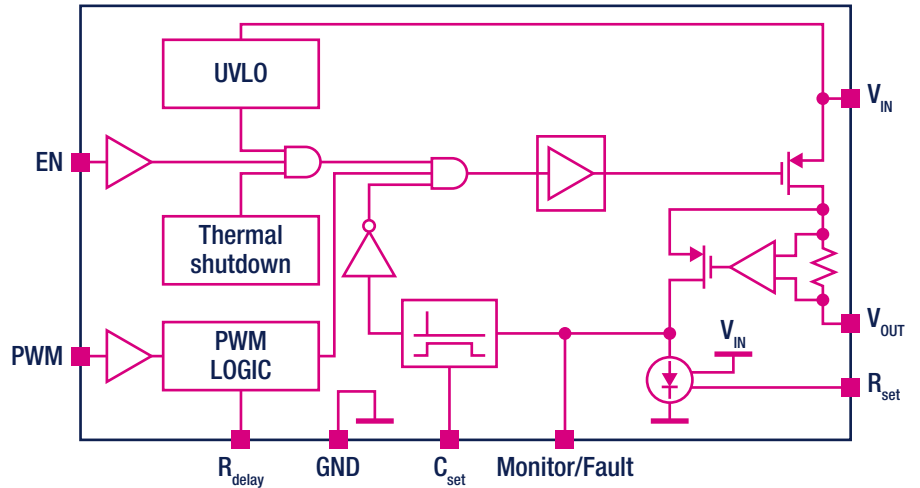 UVLO
V_IN
EN
Thermal
shutdown
V_IN
V_OUT
PWM
PWM
LOGIC
R_set
R_delay
GND
C_set
Monitor/Fault